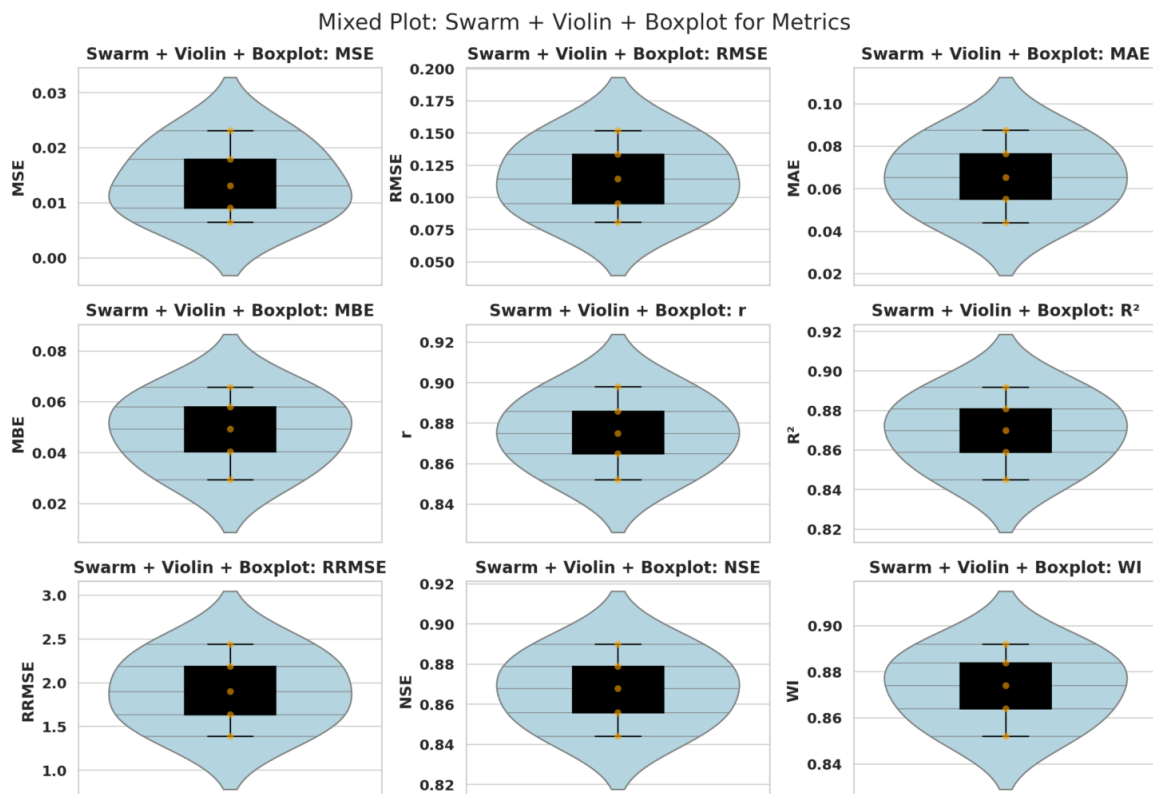 Mixed Plot: Swarm + Violin + Boxplot for Metrics
Swarm + Violin + Boxplot: MSE
0.03
0.02
0.01
0.00
MSE
Swarm + Violin + Boxplot: RMSE
0.200
0.175
0.150
0.125
0.100
0.075
0.050
RMSE
Swarm + Violin + Boxplot: MAE
0.10
0.08
0.06
0.04
0.02
MAE
Swarm + Violin + Boxplot: MBE
0.08
0.06
0.04
0.02
MBE
Swarm + Violin + Boxplot: r
0.92
0.90
0.88
0.86
0.84
r
Swarm + Violin + Boxplot: R²
0.92
0.90
0.88
0.86
0.84
0.82
R²
Swarm + Violin + Boxplot: RRMSE
3.0
2.5
2.0
1.5
1.0
RRMSE
Swarm + Violin + Boxplot: NSE
0.92
0.90
0.88
0.86
0.84
0.82
NSE
Swarm + Violin + Boxplot: WI
0.90
0.88
0.86
0.84
WI